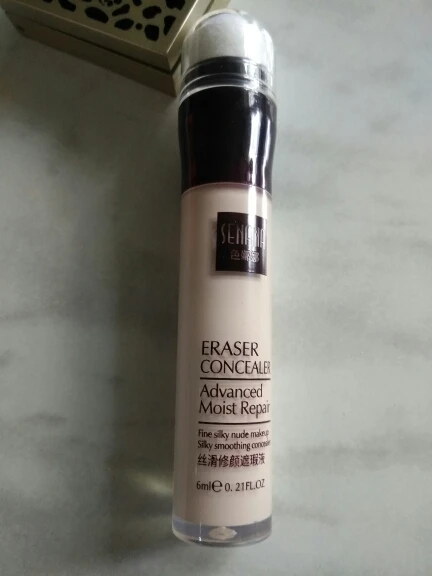 SÉNANA
ERASER
CONCEALER
Advanced
Moist Repair
Fine silky nude makeup
Silky smoothing concealer
丝滑修颜遮瑕液
6ml℮0.21FL.OZ